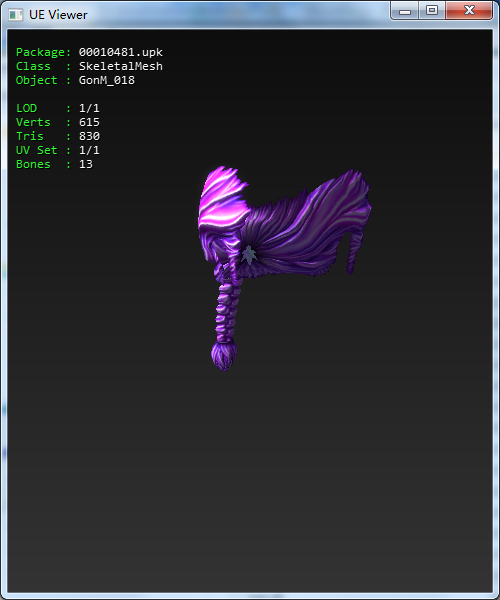 UE Viewer
Package: 00010481.upk
Class : SkeletalMesh
Object : GonM_018
LOD : 1/1
Verts : 615
Tris : 830
UV Set : 1/1
Bones : 13